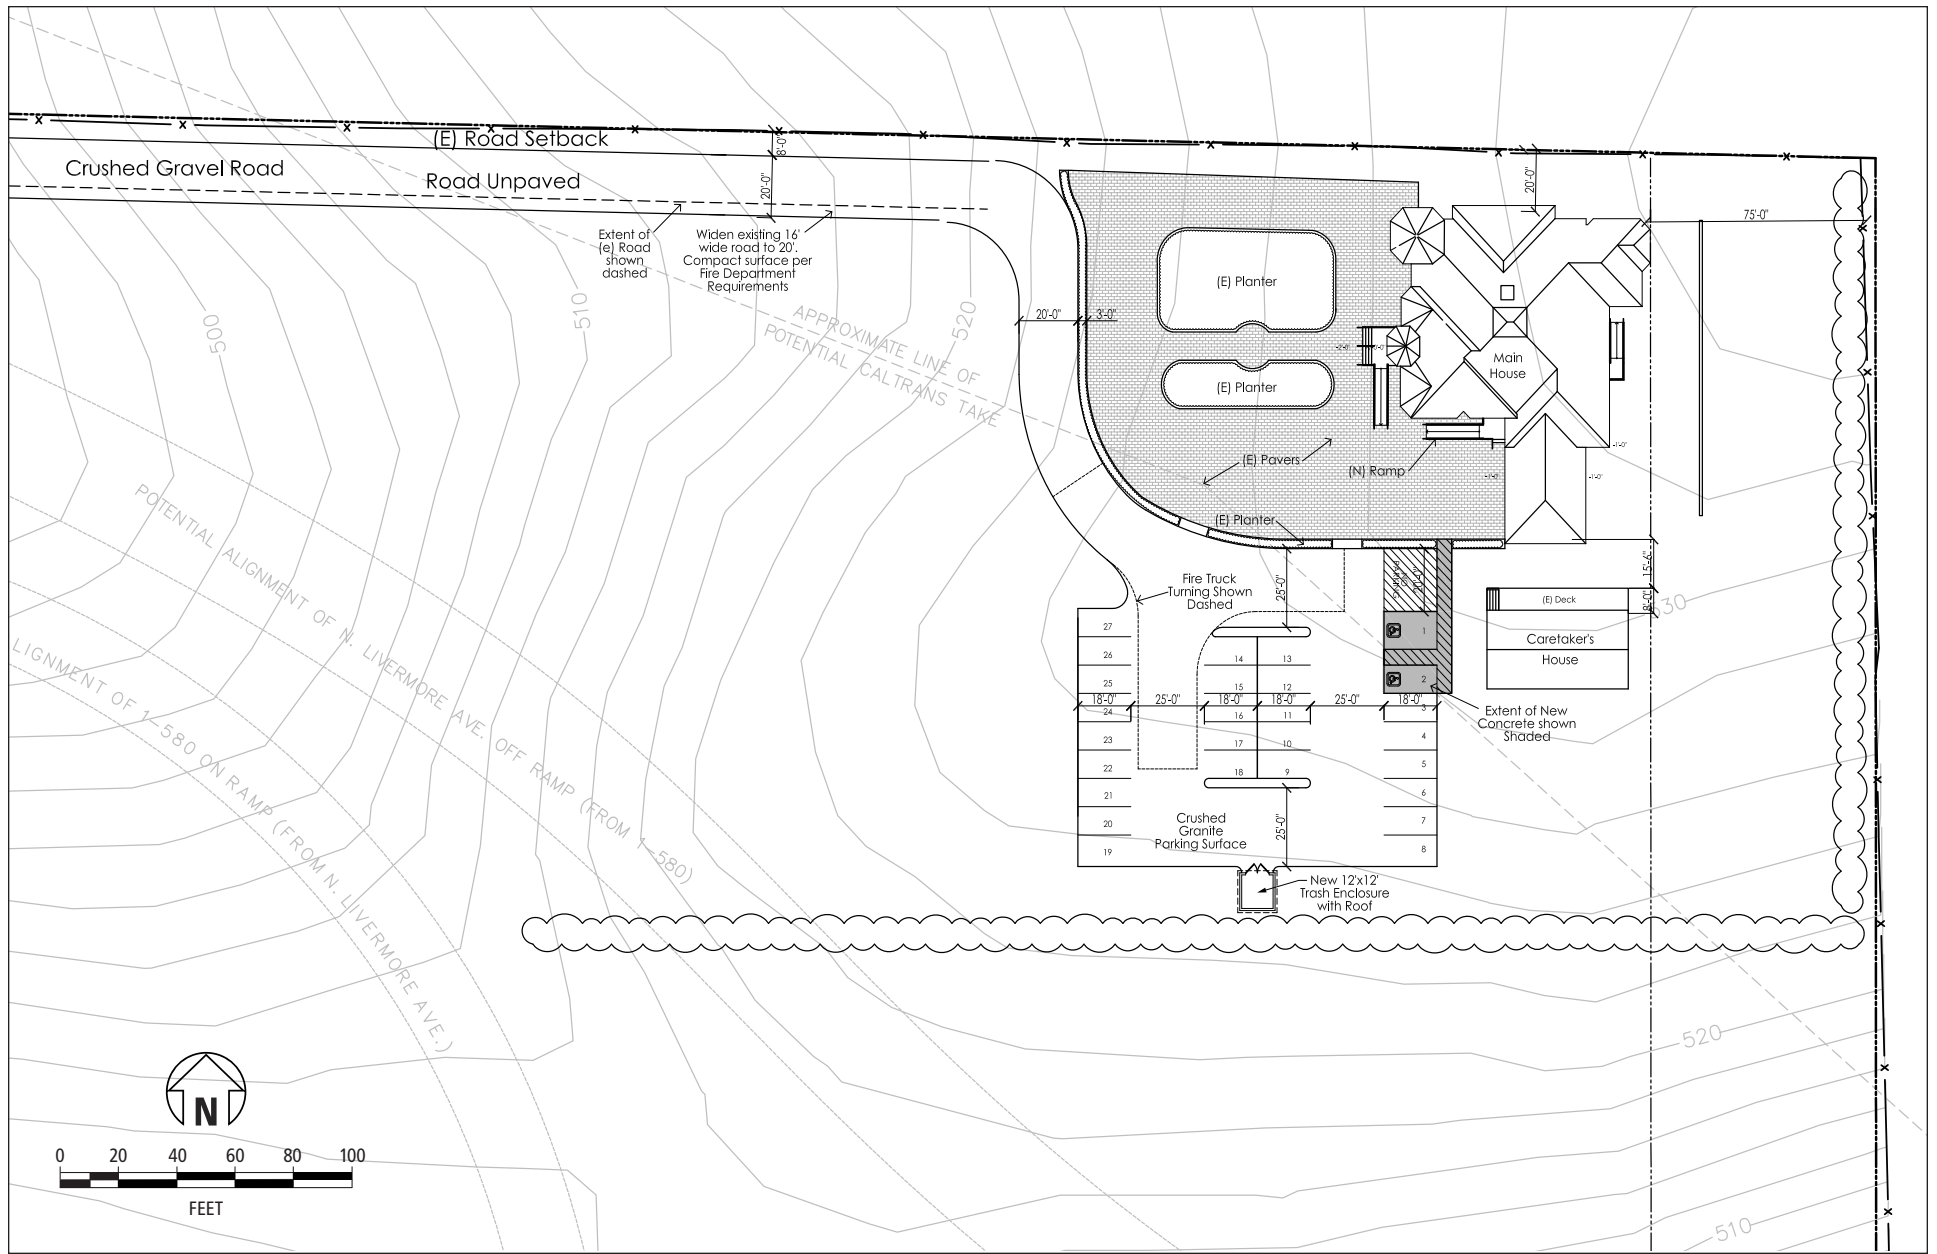 (E) Road Setback
8'-0"
Crushed Gravel Road
Road Unpaved
20'-0"
20'-0"
75'-0"
Extent of
(e) Road
shown
dashed
Widen existing 16'
wide road to 20'.
Compact surface per
Fire Department
Requirements
500
510
520
APPROXIMATE LINE OF
POTENTIAL CALTRANS TAKE
20'-0"
3'-0"
(E) Planter
(E) Planter
Main
House
-1'-0"
-1'-0"
-1'-0"
(E) Pavers
(N) Ramp
(E) Planter
POTENTIAL ALIGNMENT OF N. LIVERMORE AVE. OFF RAMP (FROM 1-580)
LIGNMENT OF 1-580 ON RAMP (FROM N. LIVERMORE AVE.)
Fire Truck
Turning Shown
Dashed
25'-0"
15'-6"
8'-0"
530
(E) Deck
Caretaker's
House
27
26
25
24
23
22
21
20
19
14
15
16
17
18
13
12
11
10
9
1
2
3
4
5
6
7
8
18'-0"
25'-0"
18'-0"
18'-0"
25'-0"
18'-0"
Extent of New
Concrete shown
Shaded
Crushed
Granite
Parking Surface
25'-0"
New 12'x12'
Trash Enclosure
with Roof
520
510
N
0 20 40 60 80 100
FEET